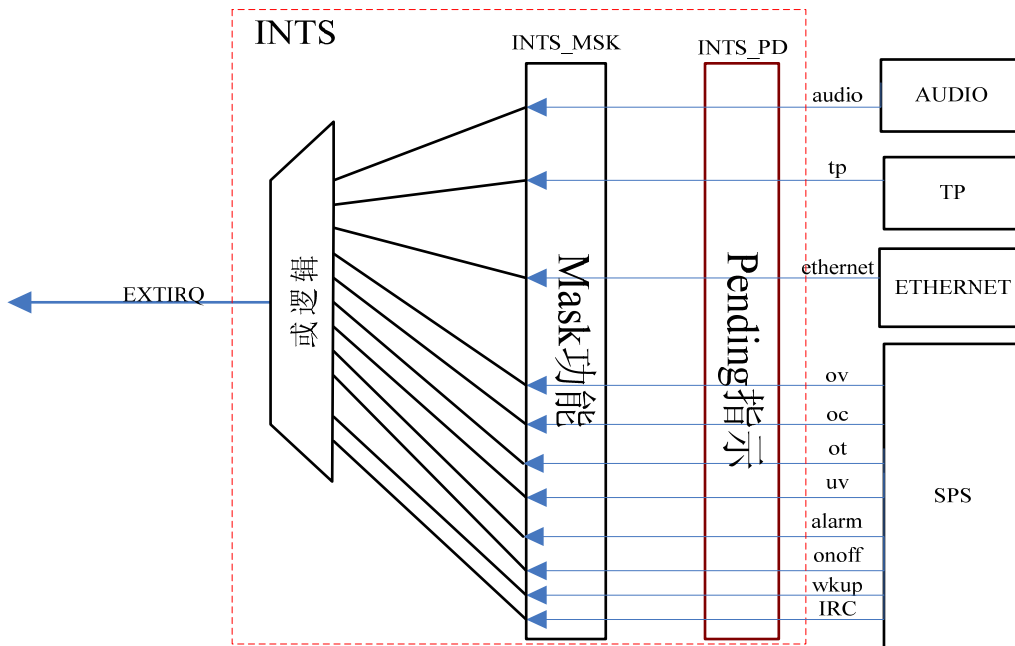 INTS
INTS_MSK
INTS_PD
audio
AUDIO
tp
TP
ethernet
ETHERNET
EXTIRQ
或逻辑
Mask功能
Pending指示
ov
oc
ot
uv
alarm
onoff
wkup
IRC
SPS